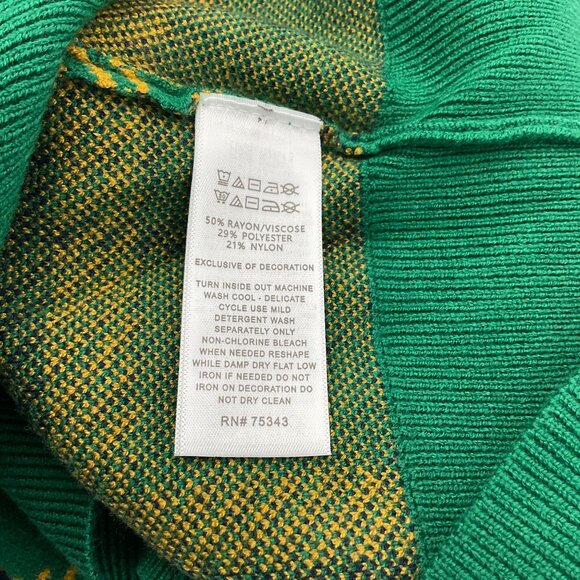 50% RAYON/VISCOSE
29% POLYESTER
21% NYLON
EXCLUSIVE OF DECORATION
TURN INSIDE OUT MACHINE
WASH COOL - DELICATE
CYCLE USE MILD
DETERGENT WASH
SEPARATELY ONLY
NON-CHLORINE BLEACH
WHEN NEEDED RESHAPE
WHILE DAMP DRY FLAT LOW
IRON IF NEEDED DO NOT
IRON ON DECORATION DO
NOT DRY CLEAN
RN# 75343